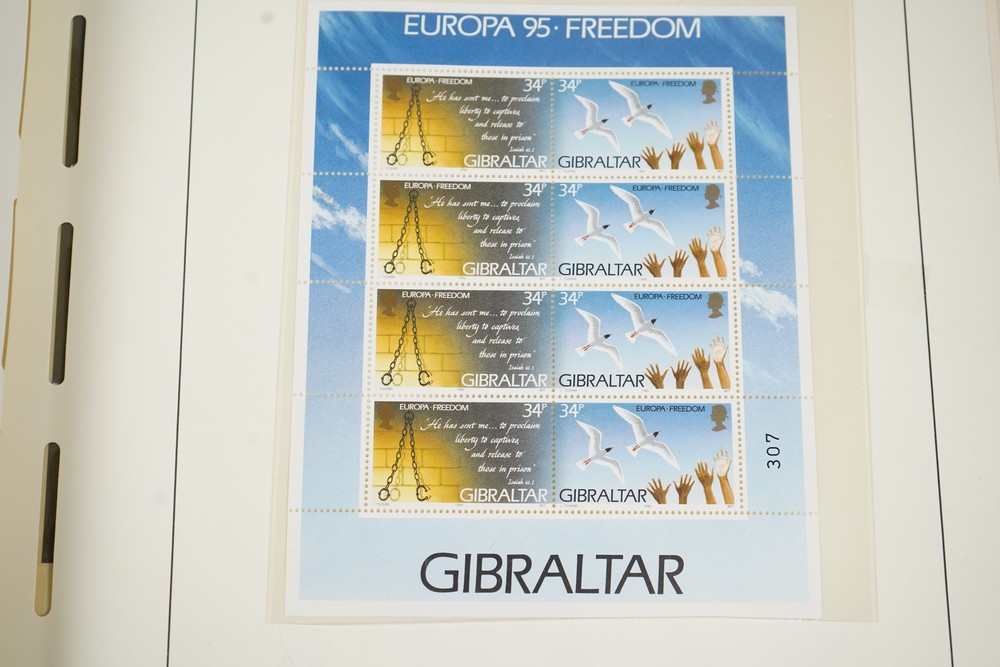 EUROPA 95 · FREEDOM
EUROPA · FREEDOM 34P
"He has sent me... to proclaim
liberty to captives,
and release to
those in prison"
Isaiah 61.1
GIBRALTAR
34P EUROPA · FREEDOM
GIBRALTAR
EUROPA · FREEDOM 34P
"He has sent me... to proclaim
liberty to captives,
and release to
those in prison"
Isaiah 61.1
GIBRALTAR
34P EUROPA · FREEDOM
GIBRALTAR
EUROPA · FREEDOM 34P
"He has sent me... to proclaim
liberty to captives,
and release to
those in prison"
Isaiah 61.1
GIBRALTAR
34P EUROPA · FREEDOM
GIBRALTAR
EUROPA · FREEDOM 34P
"He has sent me... to proclaim
liberty to captives,
and release to
those in prison"
Isaiah 61.1
GIBRALTAR
34P EUROPA · FREEDOM
GIBRALTAR
307
GIBRALTAR